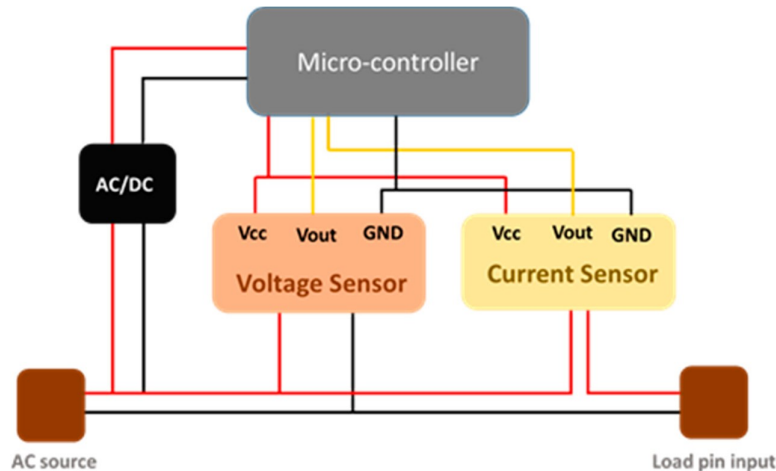 Micro-controller
AC/DC
Vcc Vout GND
Voltage Sensor
Vcc Vout GND
Current Sensor
AC source
Load pin input